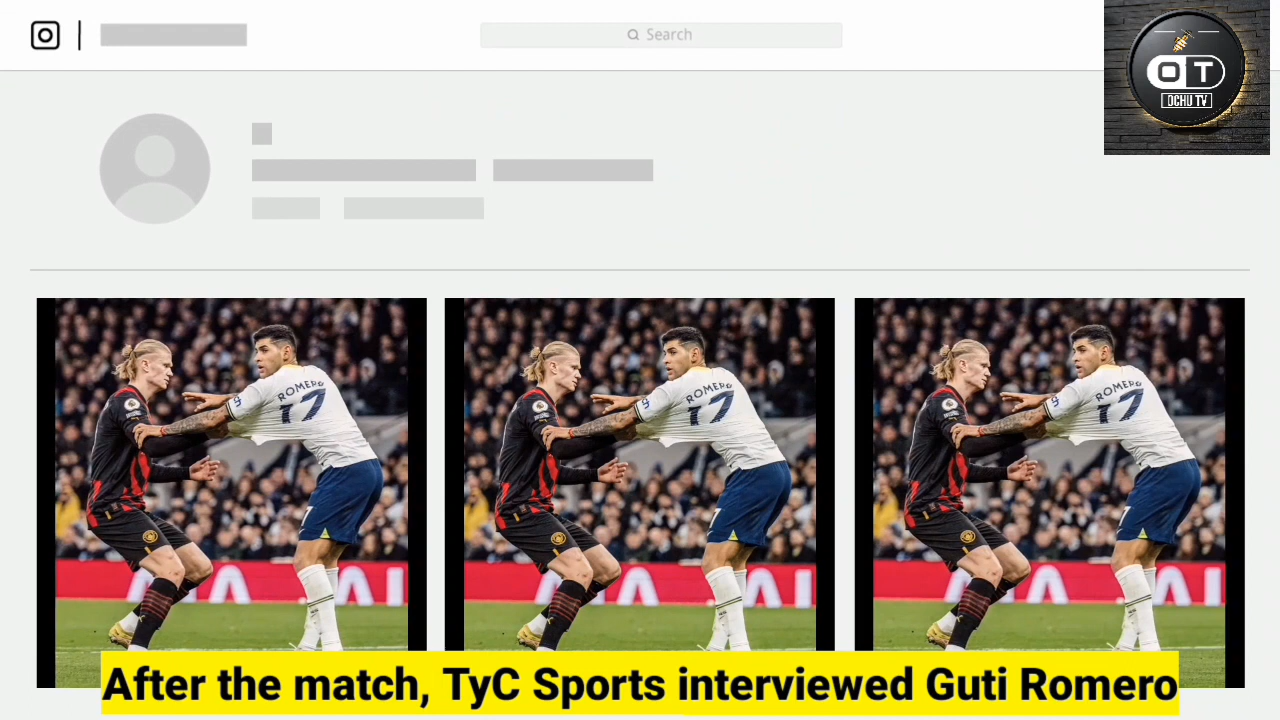 Search
OT
OCHU TV
ROMERO
17
ROMERO
17
ROMERO
17
After the match, TyC Sports interviewed Guti Romero